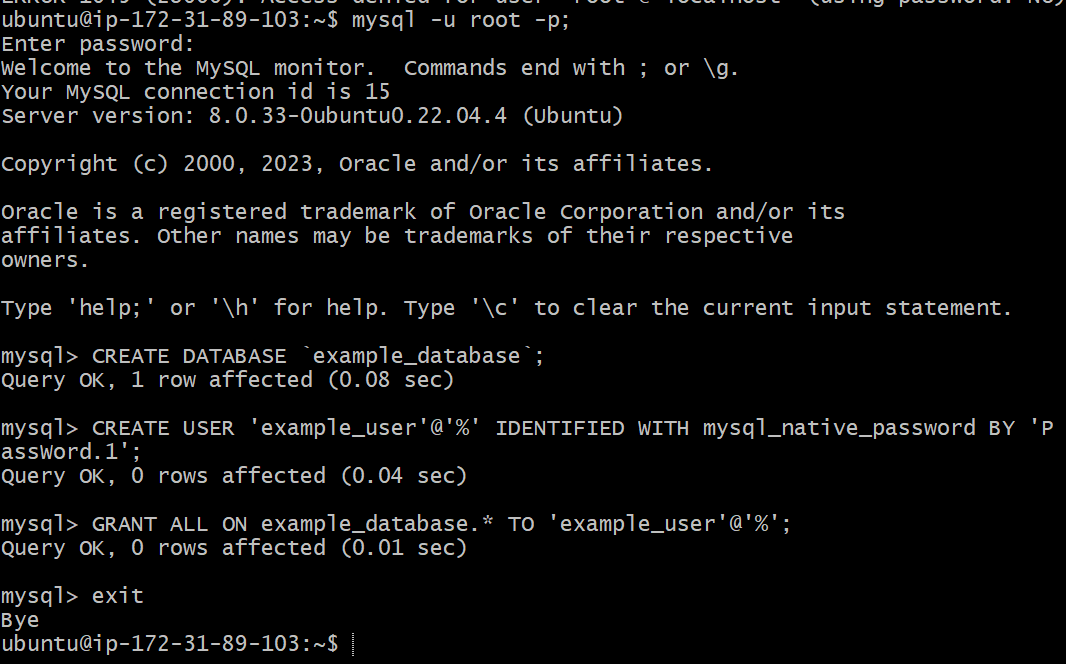 ubuntu@ip-172-31-89-103:~$ mysql -u root -p;
Enter password:
Welcome to the MySQL monitor.  Commands end with ; or \g.
Your MySQL connection id is 15
Server version: 8.0.33-0ubuntu0.22.04.4 (Ubuntu)
Copyright (c) 2000, 2023, Oracle and/or its affiliates.
Oracle is a registered trademark of Oracle Corporation and/or its
affiliates. Other names may be trademarks of their respective
owners.
Type 'help;' or '\h' for help. Type '\c' to clear the current input statement.
mysql> CREATE DATABASE `example_database`;
Query OK, 1 row affected (0.08 sec)
mysql> CREATE USER 'example_user'@'%' IDENTIFIED WITH mysql_native_password BY 'P
assWord.1';
Query OK, 0 rows affected (0.04 sec)
mysql> GRANT ALL ON example_database.* TO 'example_user'@'%';
Query OK, 0 rows affected (0.01 sec)
mysql> exit
Bye
ubuntu@ip-172-31-89-103:~$